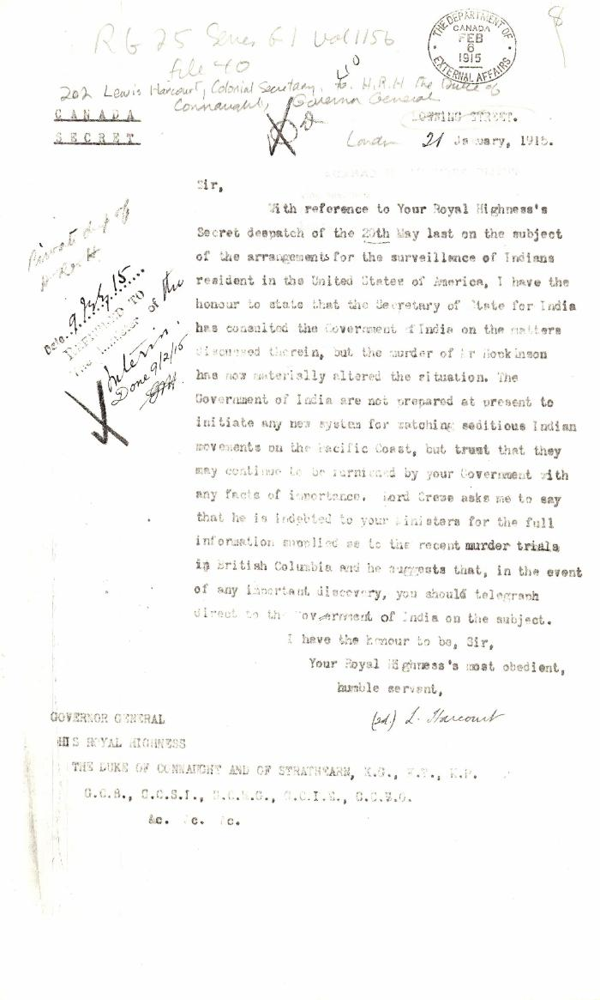 8
RG 25 Series G1 Vol 1156
file 40
THE DEPARTMENT OF
EXTERNAL AFFAIRS
CANADA
FEB
6
1915
202 Lewis Harcourt, Colonial Secretary, to H.R.H The Duke of
Connaught, Governor General
CANADA
SECRET
DOWNING STREET.
London 21 January, 1915.
Sir,
With reference to Your Royal Highness's
Secret despatch of the 29th May last on the subject
of the arrangements for the surveillance of Indians
resident in the United States of America, I have the
honour to state that the Secretary of State for India
has consulted the Government of India on the matters
discussed therein, but the murder of Mr Hopkinson
has now materially altered the situation. The
Government of India are not prepared at present to
initiate any new system for watching seditious Indian
movements on the Pacific Coast, but trust that they
may continue to be furnished by your Government with
any facts of importance. Lord Crewe asks me to say
that he is indebted to your Ministers for the full
information supplied as to the recent murder trials
in British Columbia and he suggests that, in the event
of any important discovery, you should telegraph
direct to the Government of India on the subject.
I have the honour to be, Sir,
Your Royal Highness's most obedient,
humble servant,
(sd.) L. Harcourt
Private
Date 9/2/15
REFERRED TO
The Minister of the
Interior.
Done 9/2/15
GOVERNOR GENERAL
HIS ROYAL HIGHNESS
THE DUKE OF CONNAUGHT AND OF STRATHEARN, K.G., K.T., K.P.
G.C.B., G.C.S.I., G.C.M.G., G.C.I.E., G.C.V.O.
&c. &c. &c.